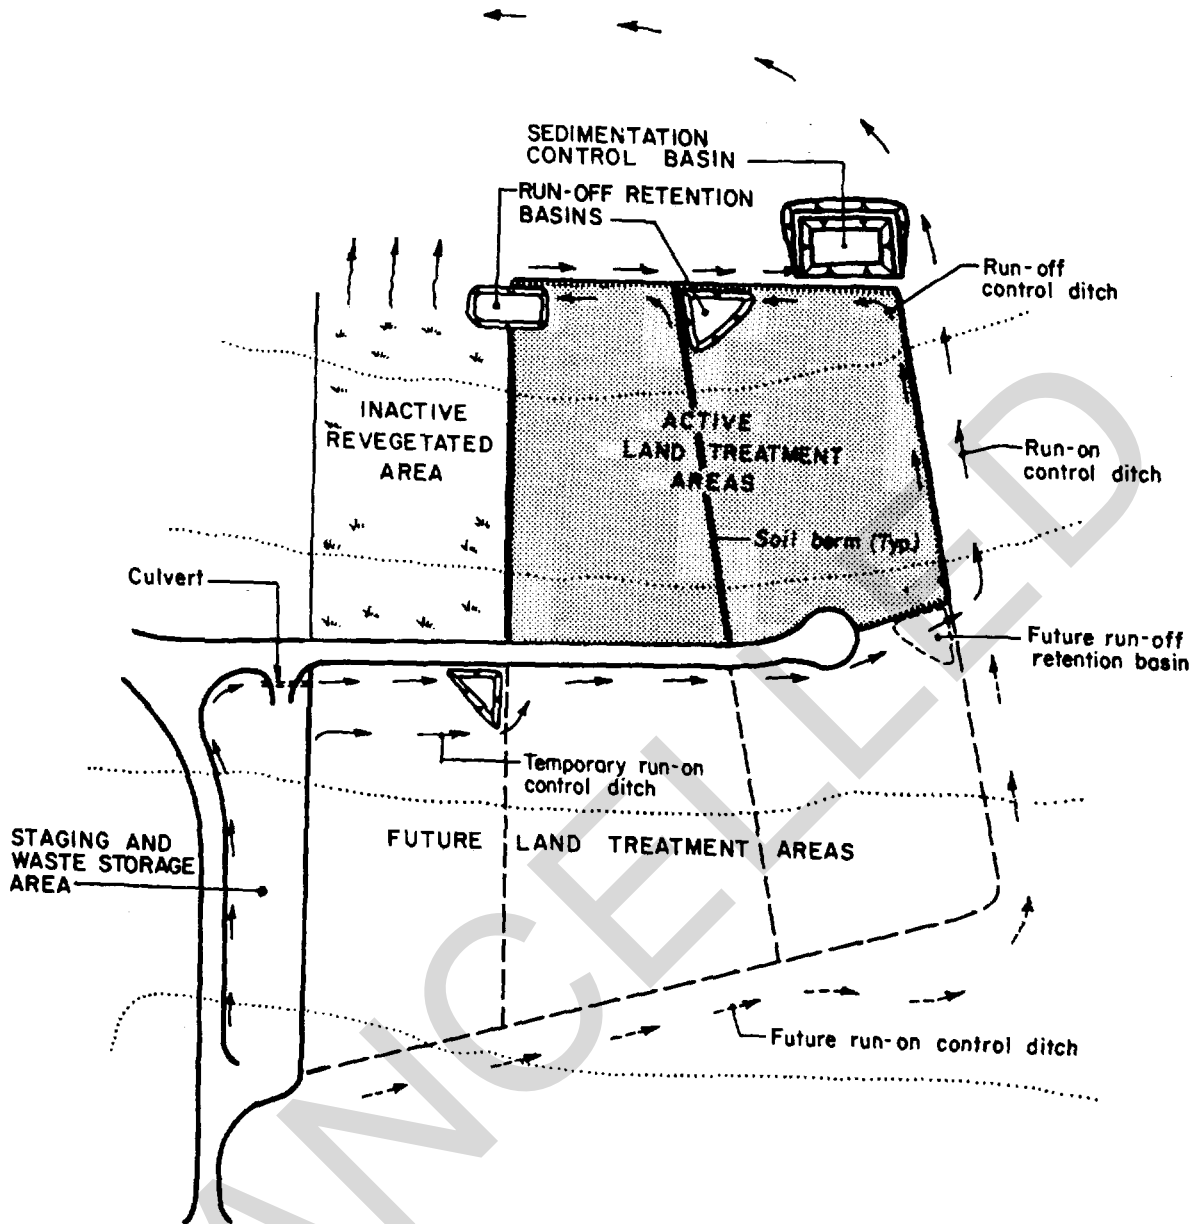 SEDIMENTATION
CONTROL BASIN
RUN-OFF RETENTION
BASINS
Run-off
control ditch
INACTIVE
REVEGETATED
AREA
ACTIVE
LAND TREATMENT
AREAS
Run-on
control ditch
Soil berm (Typ.)
Culvert
Future run-off
retention basin
Temporary run-on
control ditch
STAGING AND
WASTE STORAGE
AREA
FUTURE LAND TREATMENT AREAS
Future run-on control ditch
ANCELLED